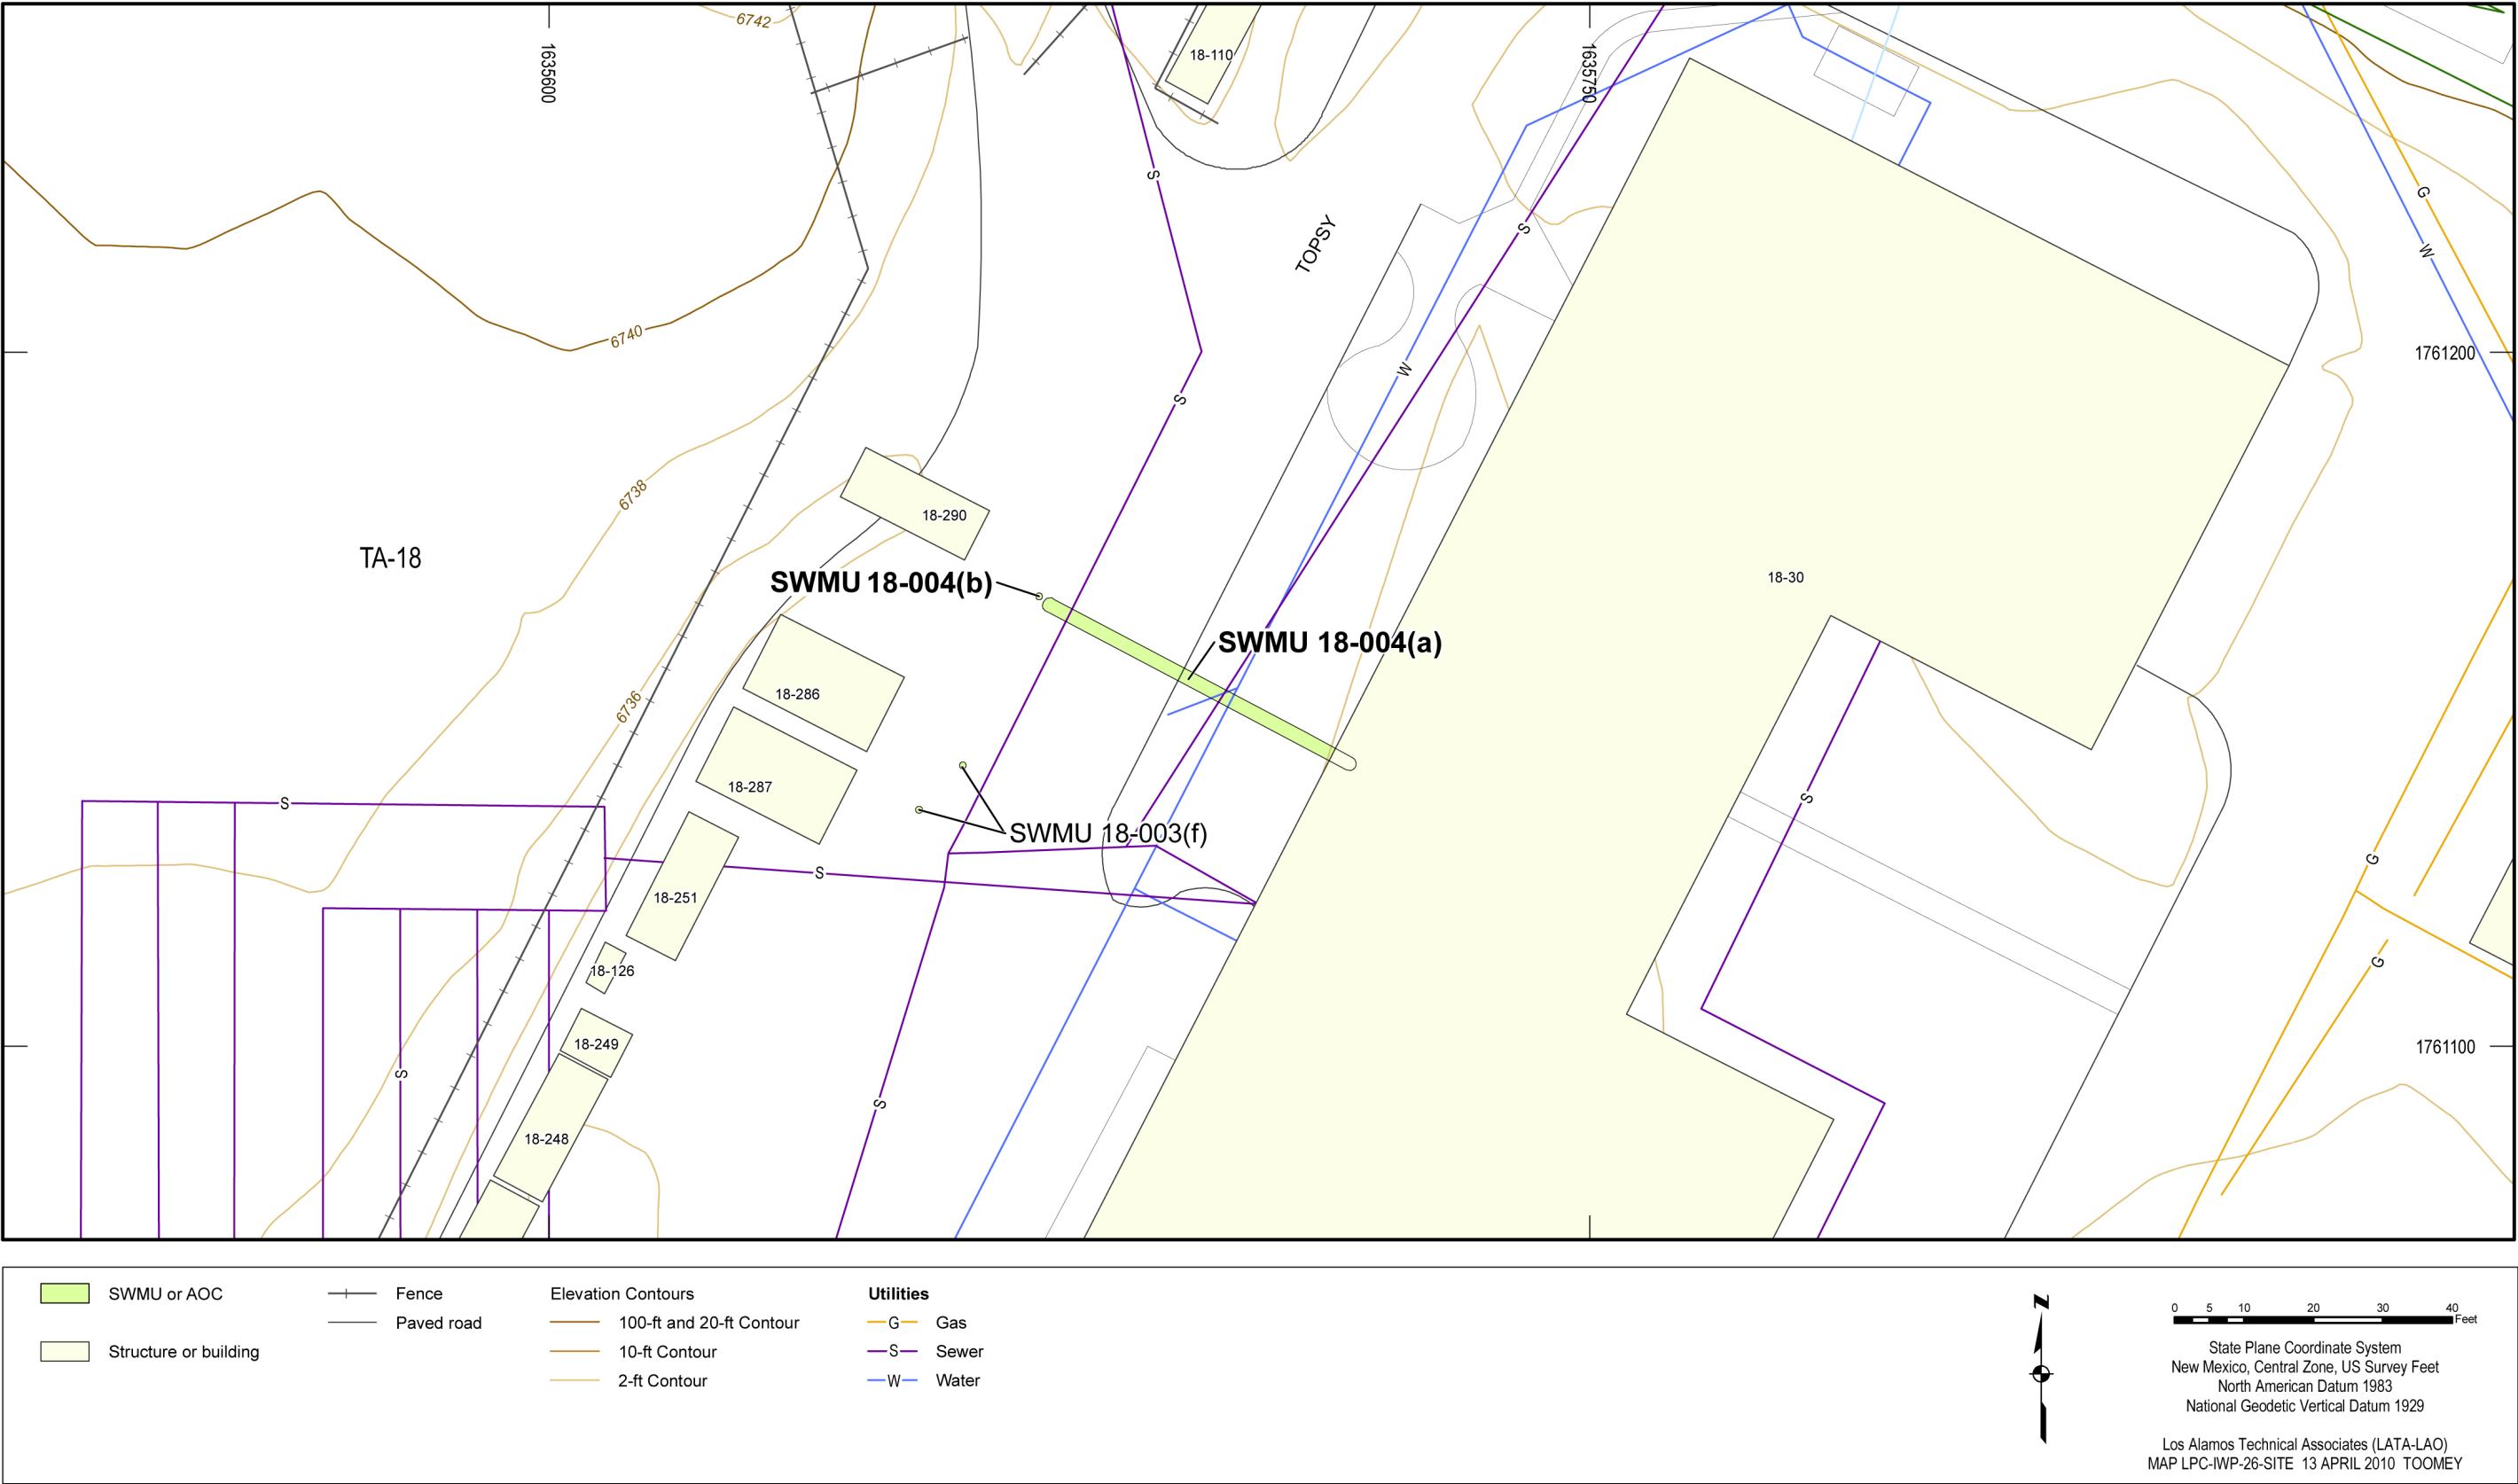 6742
1635600
18-110
1635750
G
S
TOPSY
S
W
6740
1761200
W
S
6738
18-290
TA-18
18-30
SWMU 18-004(b)
SWMU 18-004(a)
18-286
6736
18-287
S
S
SWMU 18-003(f)
G
S
18-251
G
18-126
18-249
1761100
S
S
18-248
SWMU or AOC
Structure or building
Fence
Paved road
Elevation Contours
100-ft and 20-ft Contour
10-ft Contour
2-ft Contour
Utilities
G Gas
S Sewer
W Water
N
0 5 10 20 30 40
Feet
State Plane Coordinate System
New Mexico, Central Zone, US Survey Feet
North American Datum 1983
National Geodetic Vertical Datum 1929
Los Alamos Technical Associates (LATA-LAO)
MAP LPC-IWP-26-SITE 13 APRIL 2010 TOOMEY